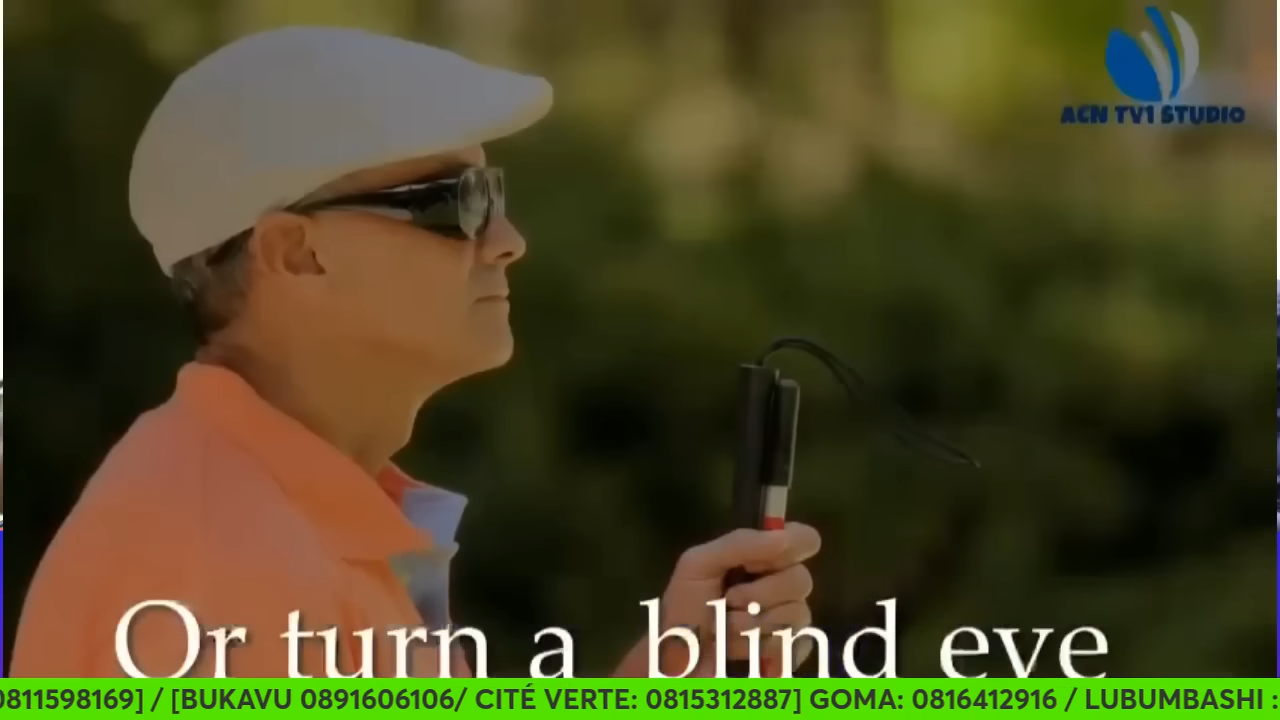 ACN TV1 STUDIO
Or turn a blind eye
0811598169] / [BUKAVU 0891606106/ CITÉ VERTE: 0815312887] GOMA: 0816412916 / LUBUMBASHI :